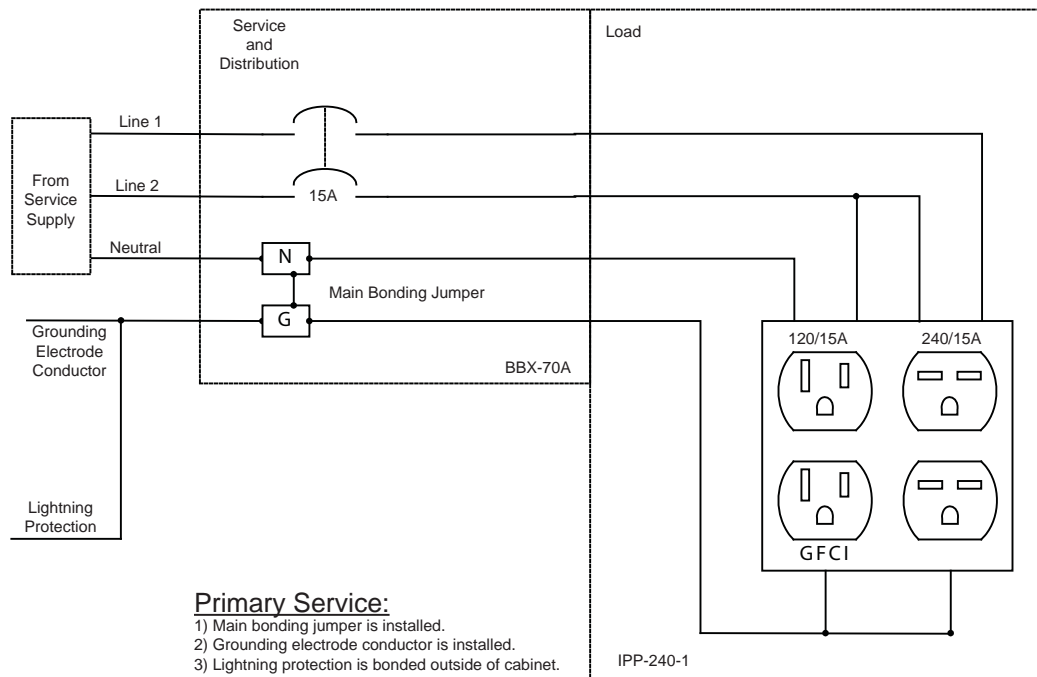 Service
and
Distribution
Load
Line 1
From
Service
Supply
Line 2
15A
Neutral
N
Main Bonding Jumper
G
Grounding
Electrode
Conductor
BBX-70A
120/15A
240/15A
GFCI
Lightning
Protection
Primary Service:
1) Main bonding jumper is installed.
2) Grounding electrode conductor is installed.
3) Lightning protection is bonded outside of cabinet.
IPP-240-1